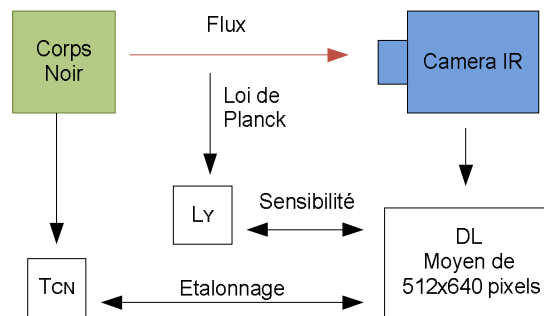 Flux
Corps
Noir
Camera IR
Loi de
Planck
Sensibilité
LY
DL
Moyen de
512x640 pixels
TCN
Etalonnage